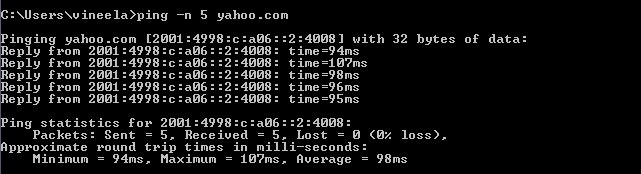 C:\Users\vineela>ping -n 5 yahoo.com
Pinging yahoo.com [2001:4998:c:a06::2:4008] with 32 bytes of data:
Reply from 2001:4998:c:a06::2:4008: time=94ms
Reply from 2001:4998:c:a06::2:4008: time=107ms
Reply from 2001:4998:c:a06::2:4008: time=98ms
Reply from 2001:4998:c:a06::2:4008: time=96ms
Reply from 2001:4998:c:a06::2:4008: time=95ms
Ping statistics for 2001:4998:c:a06::2:4008:
Packets: Sent = 5, Received = 5, Lost = 0 (0% loss),
Approximate round trip times in milli-seconds:
Minimum = 94ms, Maximum = 107ms, Average = 98ms